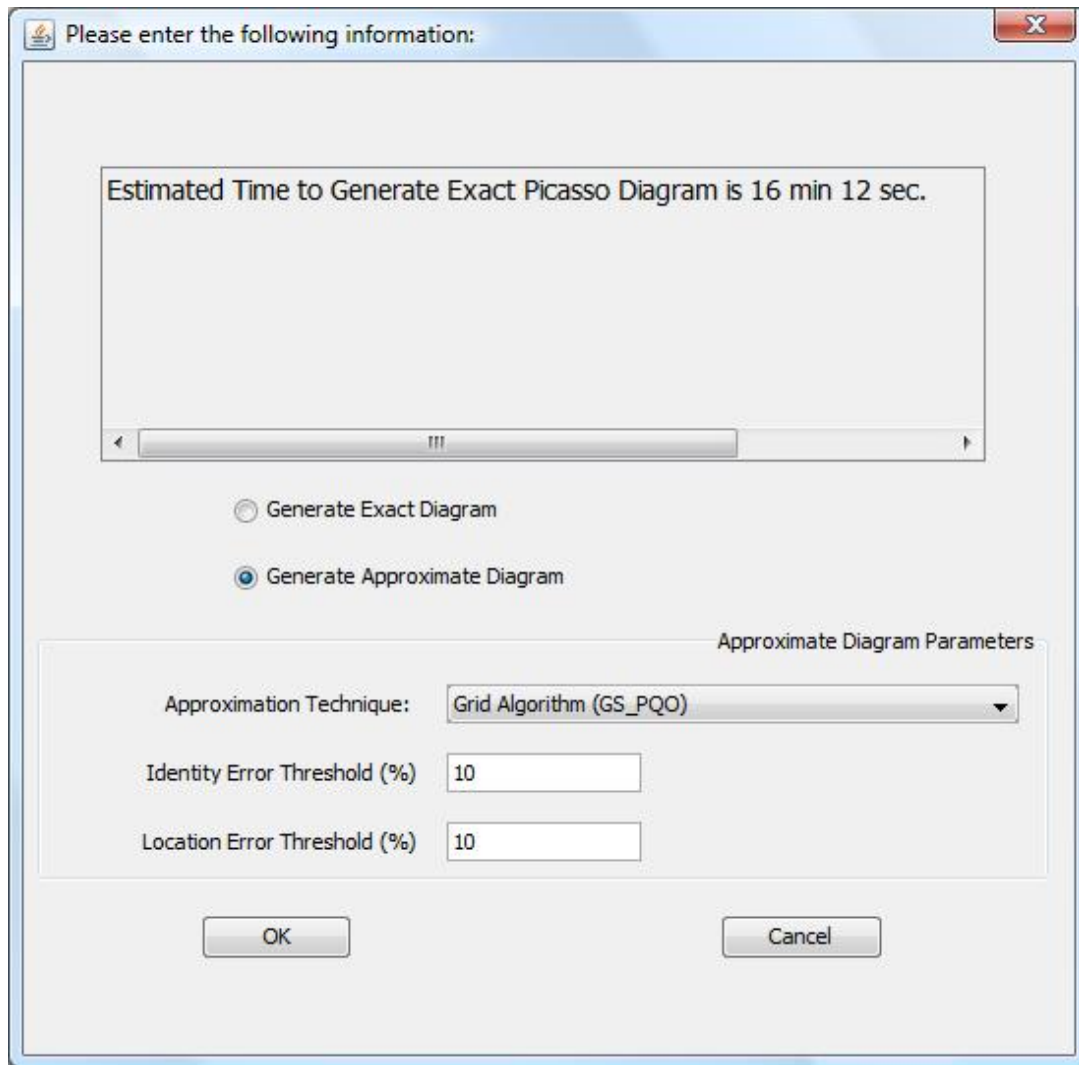 Please enter the following information:
Estimated Time to Generate Exact Picasso Diagram is 16 min 12 sec.
Generate Exact Diagram
Generate Approximate Diagram
Approximate Diagram Parameters
Approximation Technique: Grid Algorithm (GS_PQO)
Identity Error Threshold (%) 10
Location Error Threshold (%) 10
OK Cancel